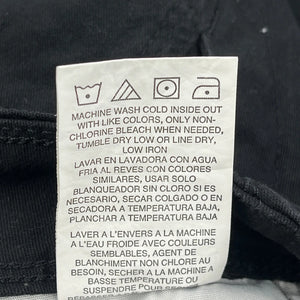 MACHINE WASH COLD INSIDE OUT
WITH LIKE COLORS, ONLY NON-
CHLORINE BLEACH WHEN NEEDED,
TUMBLE DRY LOW OR LINE DRY,
LOW IRON
LAVAR EN LAVADORA CON AGUA
FRIA AL REVES CON COLORES
SIMILARES, USAR SOLO
BLANQUEADOR SIN CLORO SI ES
NECESARIO, SECAR COLGADO O EN
SECADORA A TEMPERATURA BAJA,
PLANCHAR A TEMPERATURA BAJA
LAVER A L'ENVERS A LA MACHINE
A L'EAU FROIDE AVEC COULEURS
SEMBLABLES, AGENT DE
BLANCHIMENT NON CHLORE AU
BESOIN, SECHER A LA MACHINE
OU SUSPENDRE POUR